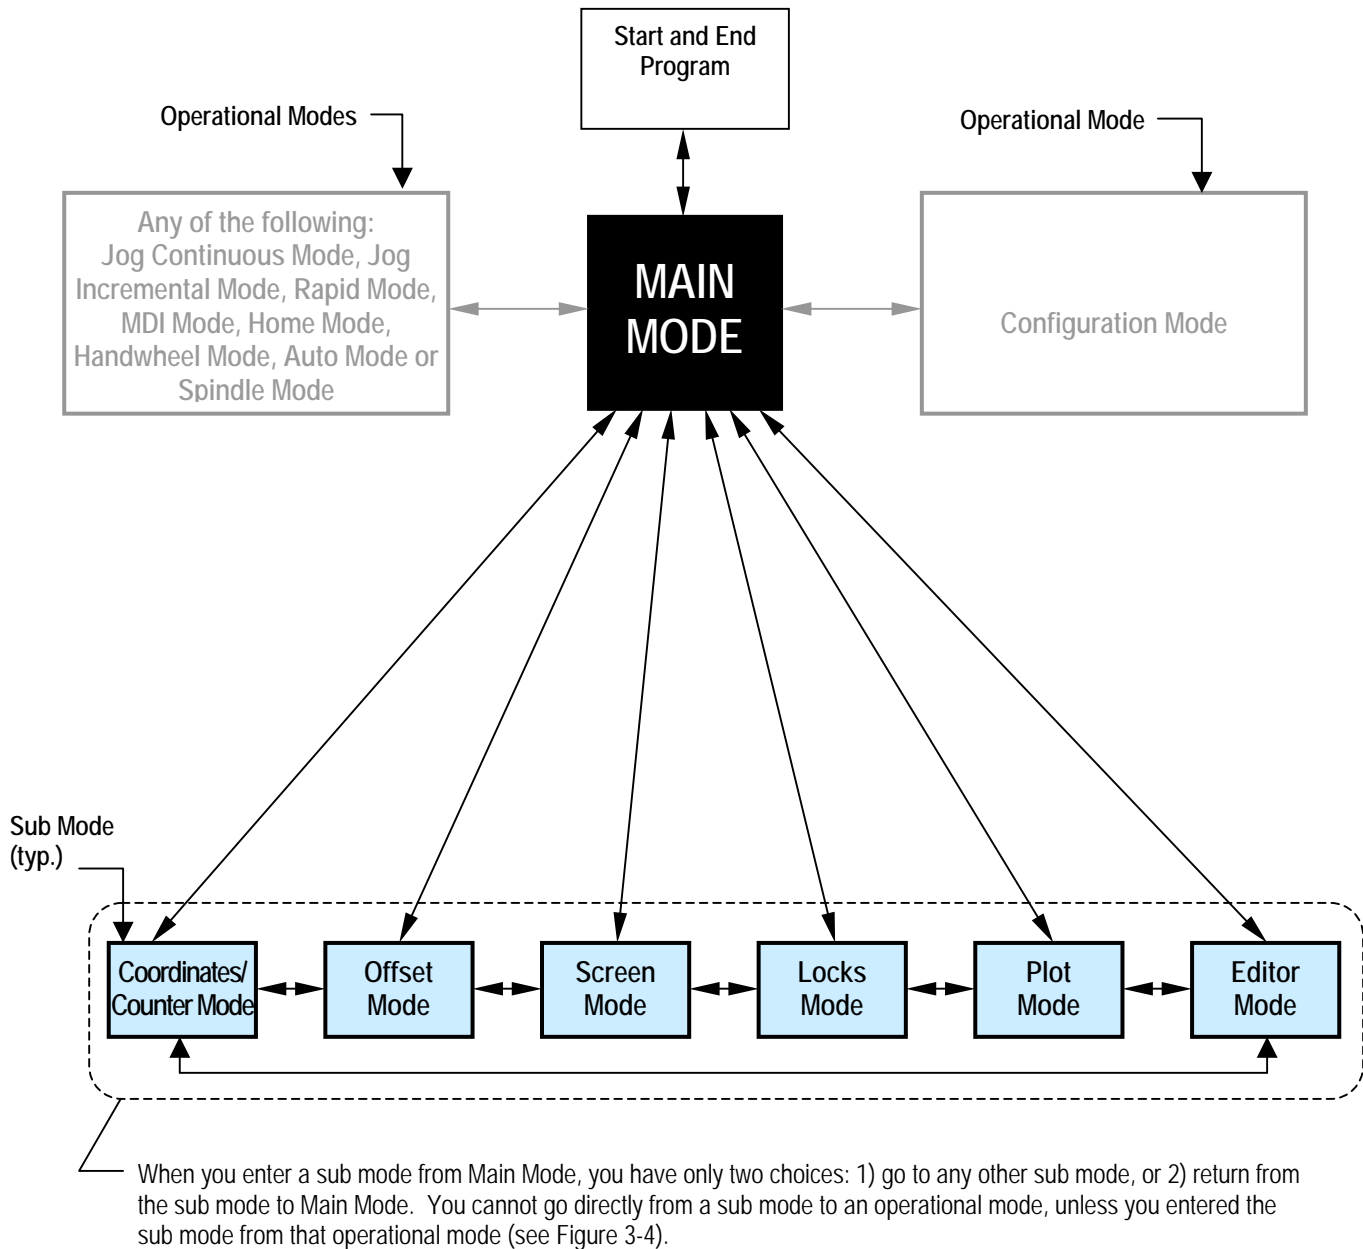 Start and End
Program
Operational Modes
Operational Mode
Any of the following:
Jog Continuous Mode, Jog
Incremental Mode, Rapid Mode,
MDI Mode, Home Mode,
Handwheel Mode, Auto Mode or
Spindle Mode
MAIN
MODE
Configuration Mode
Sub Mode
(typ.)
Coordinates/
Counter Mode
Offset
Mode
Screen
Mode
Locks
Mode
Plot
Mode
Editor
Mode
When you enter a sub mode from Main Mode, you have only two choices: 1) go to any other sub mode, or 2) return from
the sub mode to Main Mode.  You cannot go directly from a sub mode to an operational mode, unless you entered the
sub mode from that operational mode (see Figure 3-4).